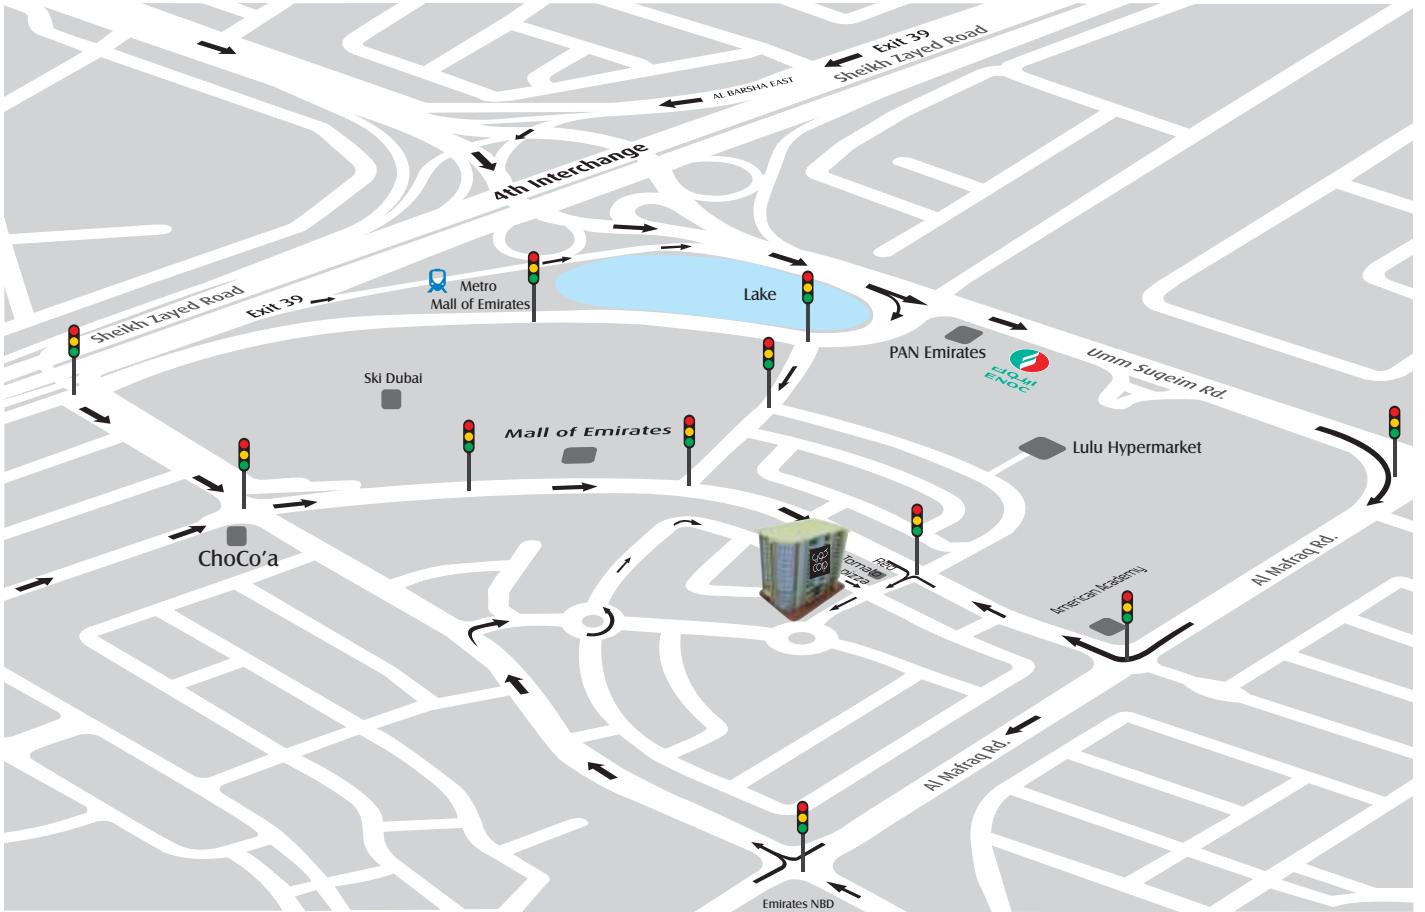 Exit 39
Sheikh Zayed Road
AL BARSHA EAST
4th Interchange
Metro
Mall of Emirates
Lake
Sheikh Zayed Road
Exit 39
PAN Emirates
ENOC
Umm Suqeim Rd.
Ski Dubai
Mall of Emirates
Lulu Hypermarket
ChoCo’a
Red
Toma
pizza
Al Mafraq Rd.
American Academy
Al Mafraq Rd.
Emirates NBD